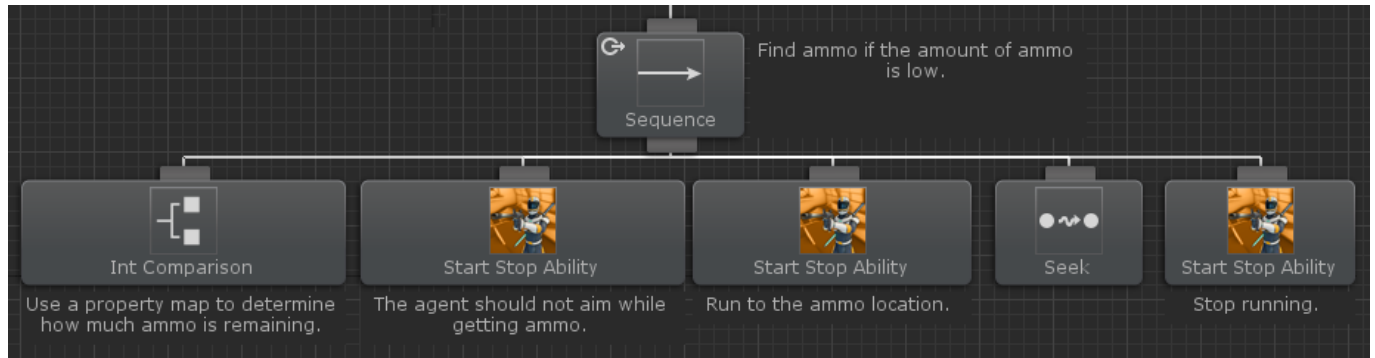 Find ammo if the amount of ammo
is low.
Sequence
Int Comparison
Start Stop Ability
Start Stop Ability
Seek
Start Stop Ability
Use a property map to determine
how much ammo is remaining.
The agent should not aim while
getting ammo.
Run to the ammo location.
Stop running.